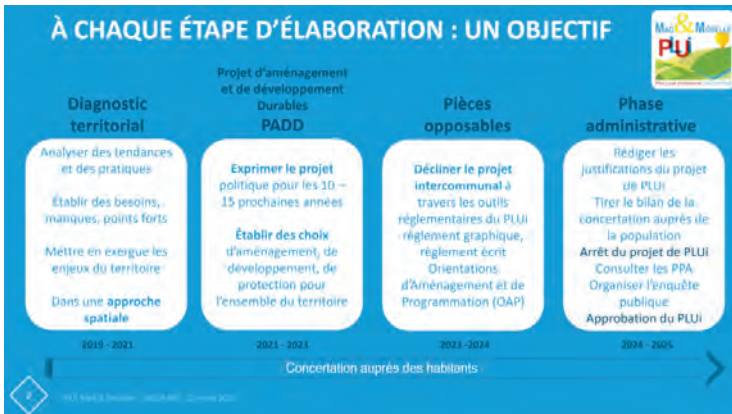 À CHAQUE ÉTAPE D'ÉLABORATION : UN OBJECTIF
MAD & MOSELLE
PLUi
Diagnostic
territorial
Analyser des tendances
et des pratiques
Établir des besoins,
manques, points forts
Mettre en exergue les
enjeux du territoire
Dans une approche
spatiale
2019 - 2021
Projet d'aménagement
et de développement
Durables
PADD
Exprimer le projet
politique pour les 10 –
15 prochaines années
Établir des choix
d'aménagement, de
développement, de
protection pour
l'ensemble du territoire
2021 - 2023
Pièces
opposables
Décliner le projet
intercommunal à
travers les outils
réglementaires du PLUi
règlement graphique,
règlement écrit
Orientations
d'Aménagement et de
Programmation (OAP)
2023 -2024
Phase
administrative
Rédiger les
justifications du projet
de PLUi
Tirer le bilan de la
concertation auprès de
la population
Arrêt du projet de PLUi
Consulter les PPA
Organiser l'enquête
publique
Approbation du PLUi
2024 - 2025
Concertation auprès des habitants